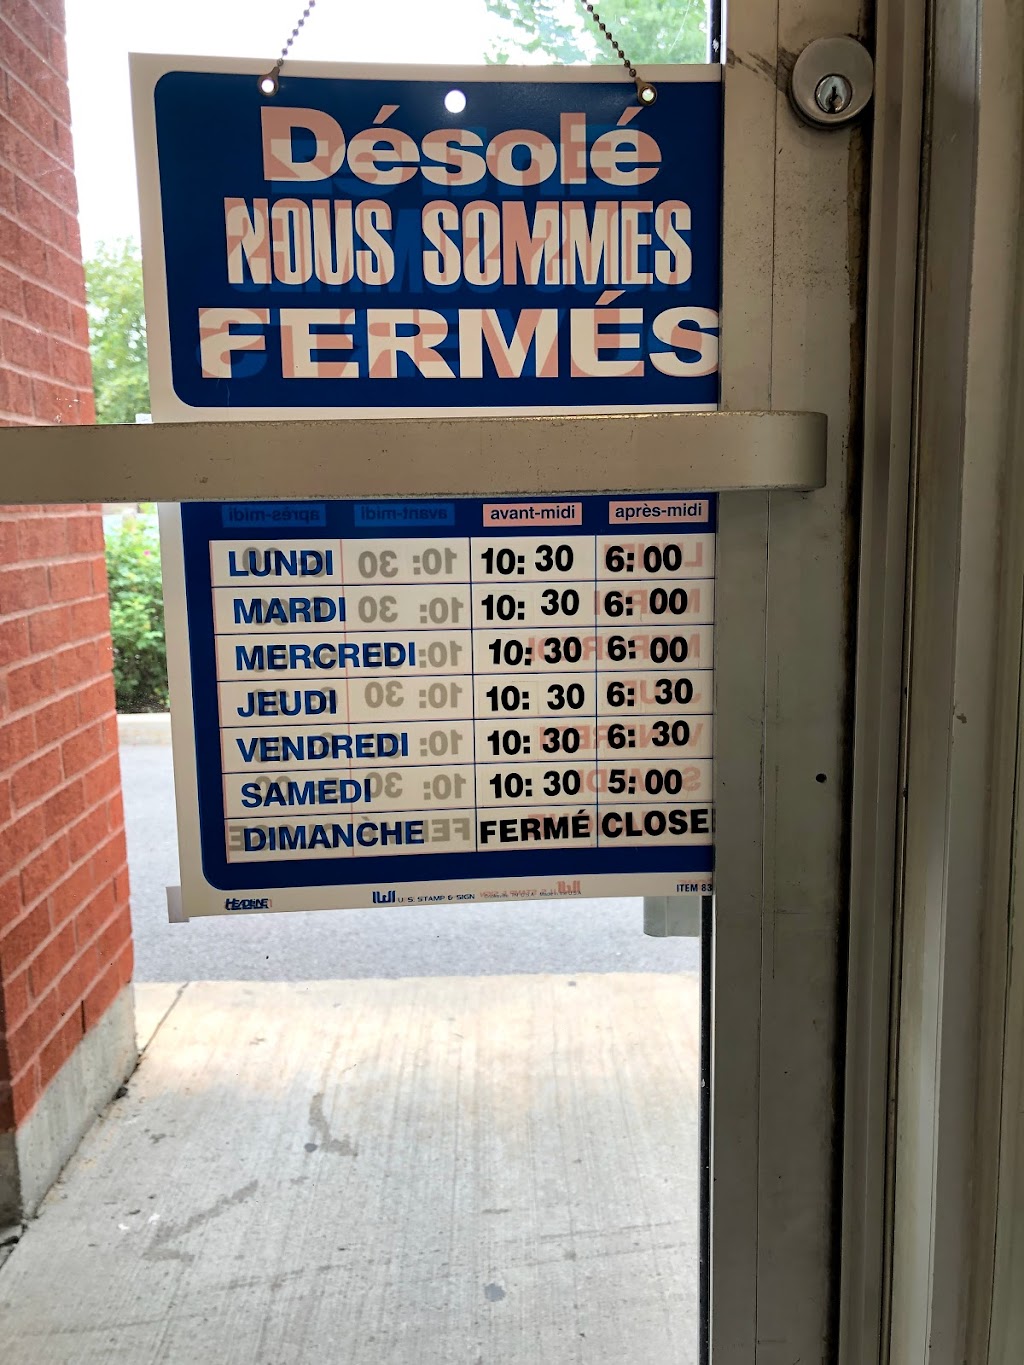 Désolé
NOUS SOMMES
FERMÉS
avant-midi après-midi
LUNDI 10: 30 6: 00
MARDI 10: 30 6: 00
MERCREDI 10: 30 6: 00
JEUDI 10: 30 6: 30
VENDREDI 10: 30 6: 30
SAMEDI 10: 30 5: 00
DIMANCHE FERMÉ CLOSE
HEADLINE U. S. STAMP & SIGN ITEM 83